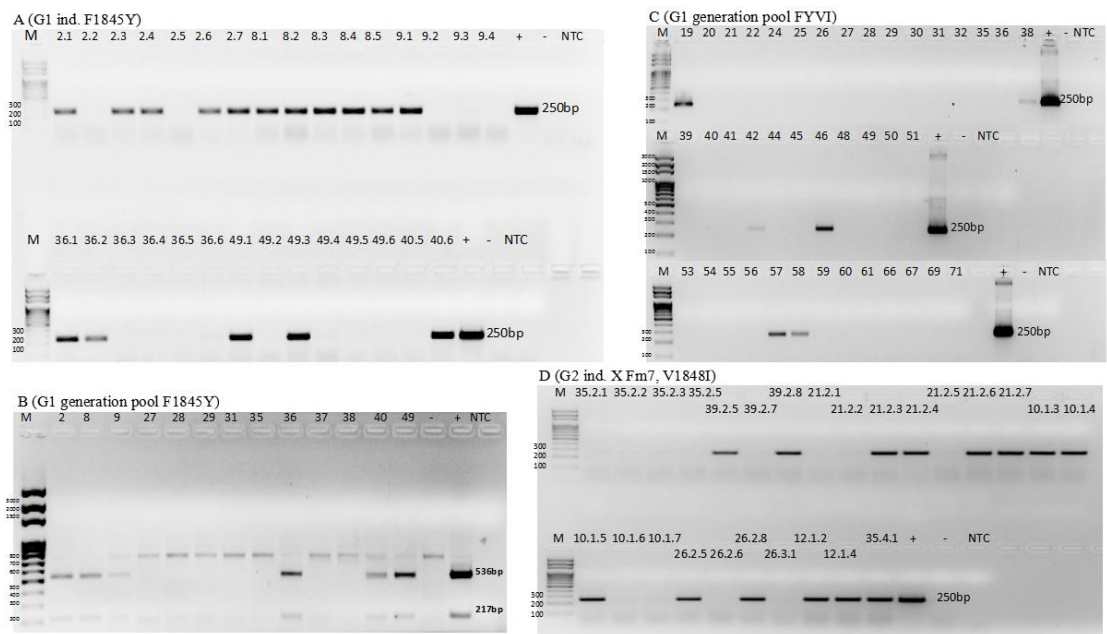 A (G1 ind. F1845Y)
M 2.1 2.2 2.3 2.4 2.5 2.6 2.7 8.1 8.2 8.3 8.4 8.5 9.1 9.2 9.3 9.4 + - NTC
300
200
100
250bp
M 36.1 36.2 36.3 36.4 36.5 36.6 49.1 49.2 49.3 49.4 49.5 49.6 40.5 40.6 + - NTC
300
200
100
250bp
B (G1 generation pool F1845Y)
M 2 8 9 27 28 29 31 35 36 37 38 40 49 - + NTC
536bp
217bp
C (G1 generation pool FYVI)
M 19 20 21 22 24 25 26 27 28 29 30 31 32 35 36 38 + - NTC
300
200
100
250bp
M 39 40 41 42 44 45 46 48 49 50 51 + - NTC
500
400
300
200
100
250bp
M 53 54 55 56 57 58 59 60 61 66 67 69 71 + - NTC
300
200
100
250bp
D (G2 ind. X Fm7, V1848I)
M 35.2.1 35.2.2 35.2.3 35.2.5 39.2.8 21.2.1 21.2.5 21.2.6 21.2.7
39.2.5 39.2.7 21.2.2 21.2.3 21.2.4 10.1.3 10.1.4
300
200
100
M 10.1.5 10.1.6 10.1.7 26.2.8 12.1.2 35.4.1 + - NTC
26.2.5 26.2.6 26.3.1 12.1.4
300
200
100
250bp